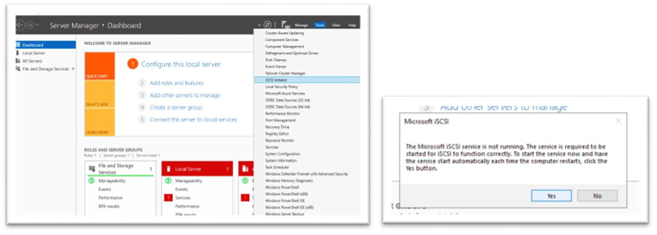 Server Manager • Dashboard
Manage
Tools
View
Help
Dashboard
Local Server
All Servers
File and Storage Services
WELCOME TO SERVER MANAGER
QUICK START
WHAT'S NEW
LEARN MORE
1 Configure this local server
2 Add roles and features
3 Add other servers to manage
4 Create a server group
5 Connect this server to cloud services
ROLES AND SERVER GROUPS
File and Storage Services 1
Manageability
Events
Performance
BPA results
Local Server 1
Manageability
Events
Services
Performance
Manageability
Events
Services
Performance
Cluster-Aware Updating
Component Services
Computer Management
Defragment and Optimize Drives
Disk Cleanup
Event Viewer
Failover Cluster Manager
iSCSI Initiator
Local Security Policy
Microsoft Azure Services
ODBC Data Sources (32-bit)
ODBC Data Sources (64-bit)
Performance Monitor
Print Management
Recovery Drive
Registry Editor
Resource Monitor
Services
System Configuration
System Information
Task Scheduler
Windows Defender Firewall with Advanced Security
Windows Memory Diagnostic
Windows PowerShell
Windows PowerShell (x86)
Windows PowerShell ISE
Windows PowerShell ISE (x86)
Windows Server Backup
3 Add other servers to manage
Microsoft iSCSI
The Microsoft iSCSI service is not running. The service is required to be
started for iSCSI to function correctly. To start the service now and have
the service start automatically each time the computer restarts, click the
Yes button.
Yes
No